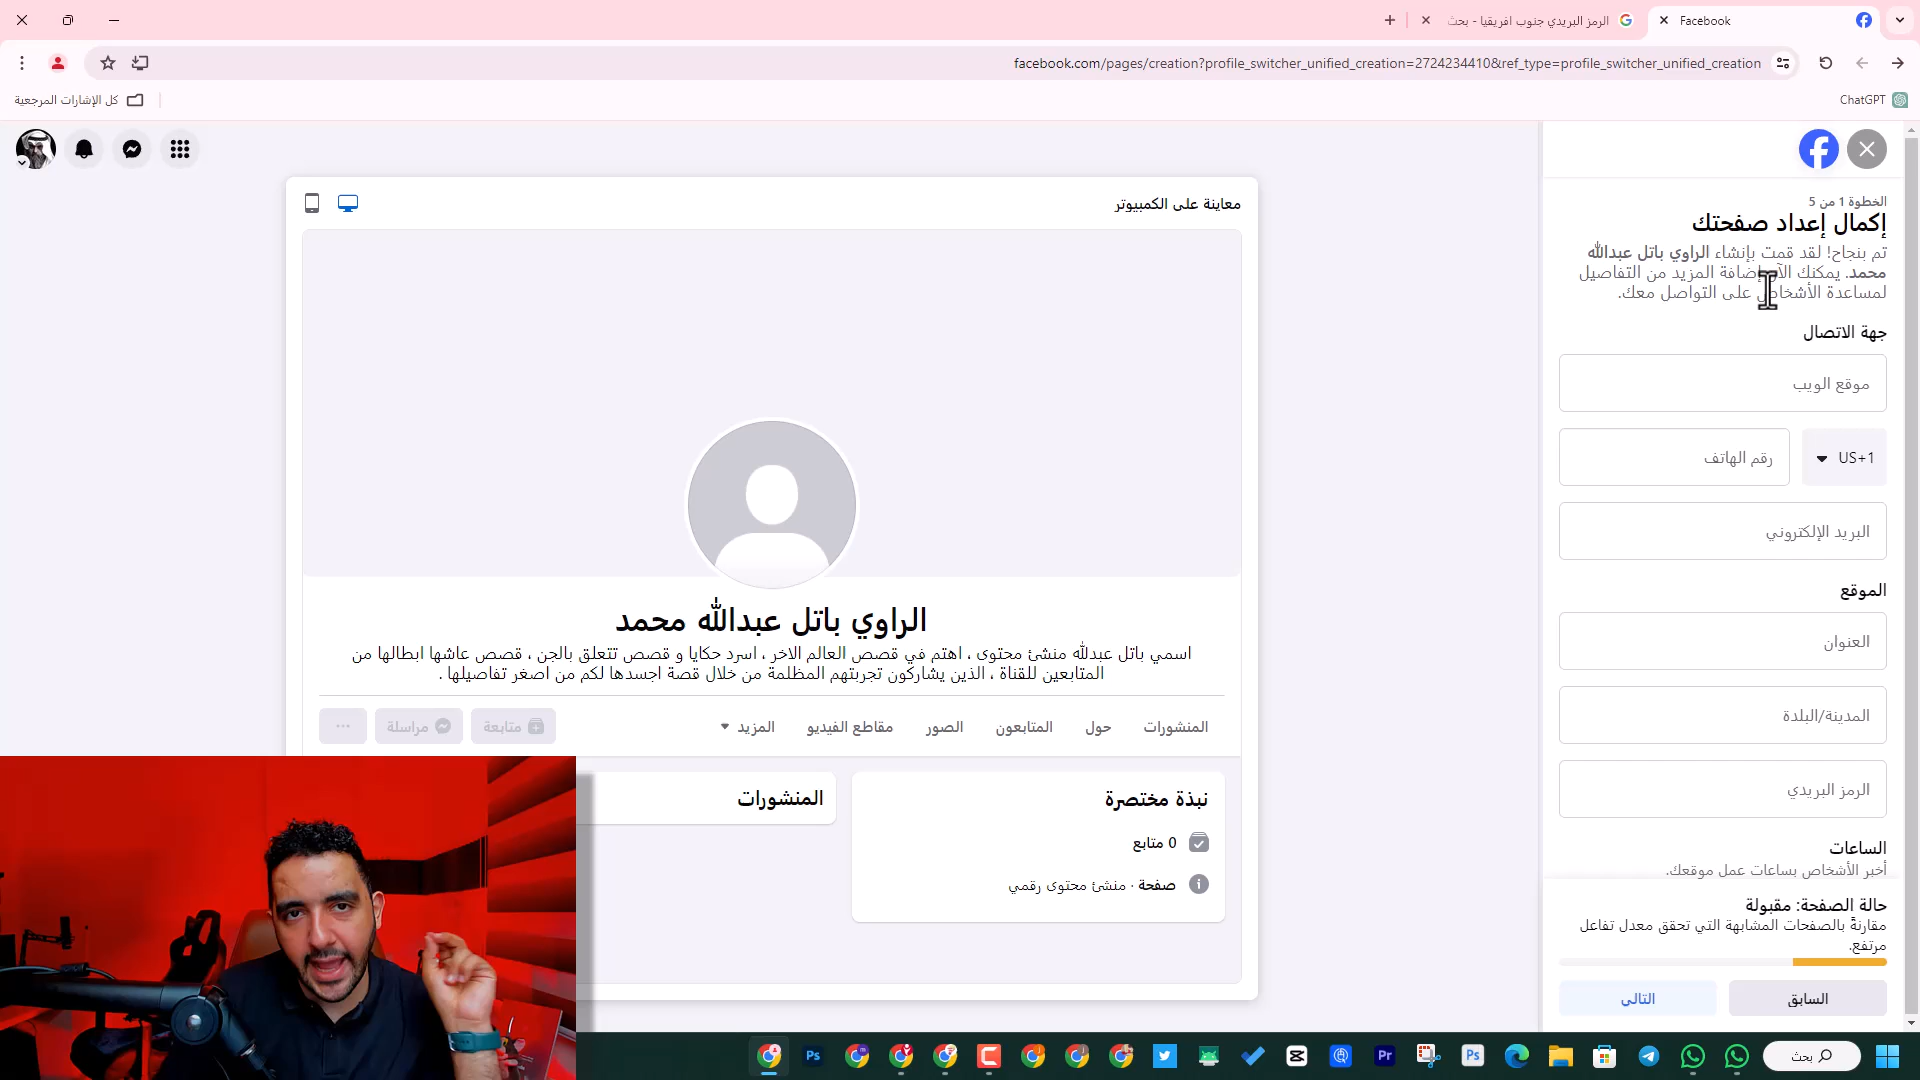 Facebook
الرمز البريدي جنوب افريقيا - بحث
facebook.com/pages/creation?profile_switcher_unified_creation=2724234410&ref_type=profile_switcher_unified_creation
ChatGPT
كل الإشارات المرجعية
الخطوة 1 من 5
إكمال إعداد صفحتك
تم بنجاح! لقد قمت بإنشاء الراوي باتل عبدالله
محمد. يمكنك الآن إضافة المزيد من التفاصيل
لمساعدة الأشخاص على التواصل معك.
جهة الاتصال
موقع الويب
US+1
رقم الهاتف
البريد الإلكتروني
الموقع
العنوان
المدينة/البلدة
الرمز البريدي
الساعات
أخبر الأشخاص بساعات عمل موقعك.
حالة الصفحة: مقبولة
مقارنةً بالصفحات المشابهة التي تحقق معدل تفاعل
مرتفع.
السابق
التالي
معاينة على الكمبيوتر
الراوي باتل عبدالله محمد
اسمي باتل عبدالله منشئ محتوى ، اهتم في قصص العالم الاخر ، اسرد حكايا و قصص تتعلق بالجن ، قصص عاشها ابطالها من
المتابعين للقناة ، الذين يشاركون تجربتهم المظلمة من خلال قصة اجسدها لكم من اصغر تفاصيلها .
المنشورات
حول
المتابعون
الصور
مقاطع الفيديو
المزيد
متابعة
مراسلة
نبذة مختصرة
0 متابع
صفحة · منشئ محتوى رقمي
المنشورات
بحث
Ps
Pr
Ps